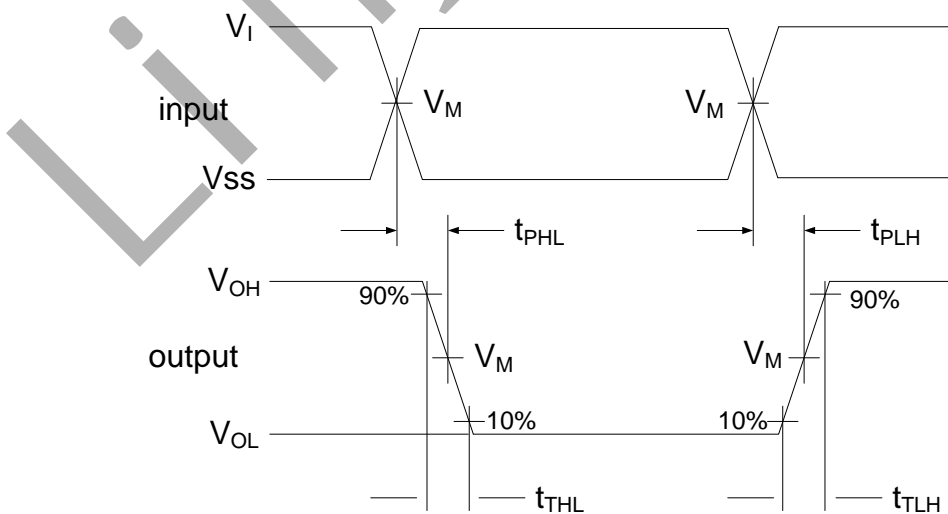 V_I
input
V_M
V_M
Vss
t_PHL
t_PLH
V_OH
90%
90%
output
V_M
V_M
10%
10%
V_OL
t_THL
t_TLH